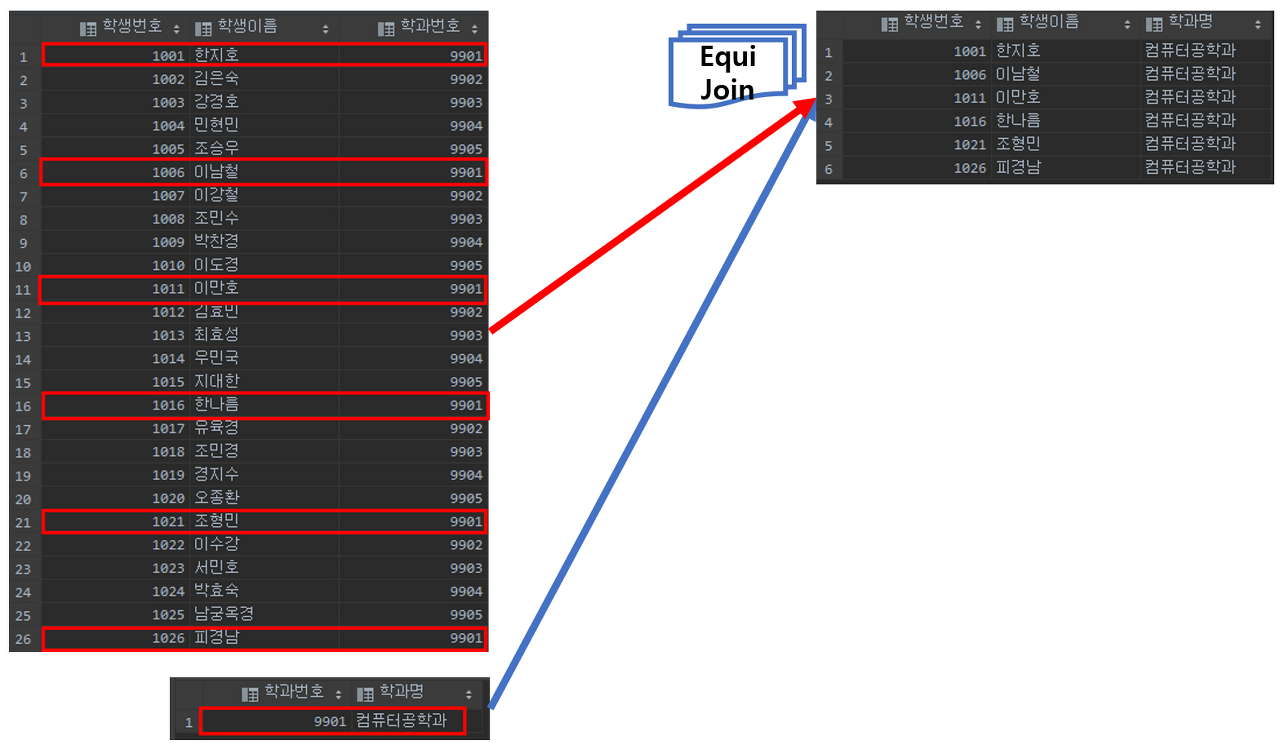 학생번호 학생이름 학과번호
1 1001 한지호 9901
2 1002 김은숙 9902
3 1003 강경호 9903
4 1004 민현민 9904
5 1005 조승우 9905
6 1006 이남철 9901
7 1007 이강철 9902
8 1008 조민수 9903
9 1009 박찬경 9904
10 1010 이도경 9905
11 1011 이만호 9901
12 1012 김효민 9902
13 1013 최효성 9903
14 1014 우민국 9904
15 1015 지대한 9905
16 1016 한나름 9901
17 1017 유육경 9902
18 1018 조민경 9903
19 1019 경지수 9904
20 1020 오종환 9905
21 1021 조형민 9901
22 1022 이수강 9902
23 1023 서민호 9903
24 1024 박효숙 9904
25 1025 남궁옥경 9905
26 1026 피경남 9901
학과번호 학과명
1 9901 컴퓨터공학과
Equi
Join
학생번호 학생이름 학과명
1 1001 한지호 컴퓨터공학과
2 1006 이남철 컴퓨터공학과
3 1011 이만호 컴퓨터공학과
4 1016 한나름 컴퓨터공학과
5 1021 조형민 컴퓨터공학과
6 1026 피경남 컴퓨터공학과